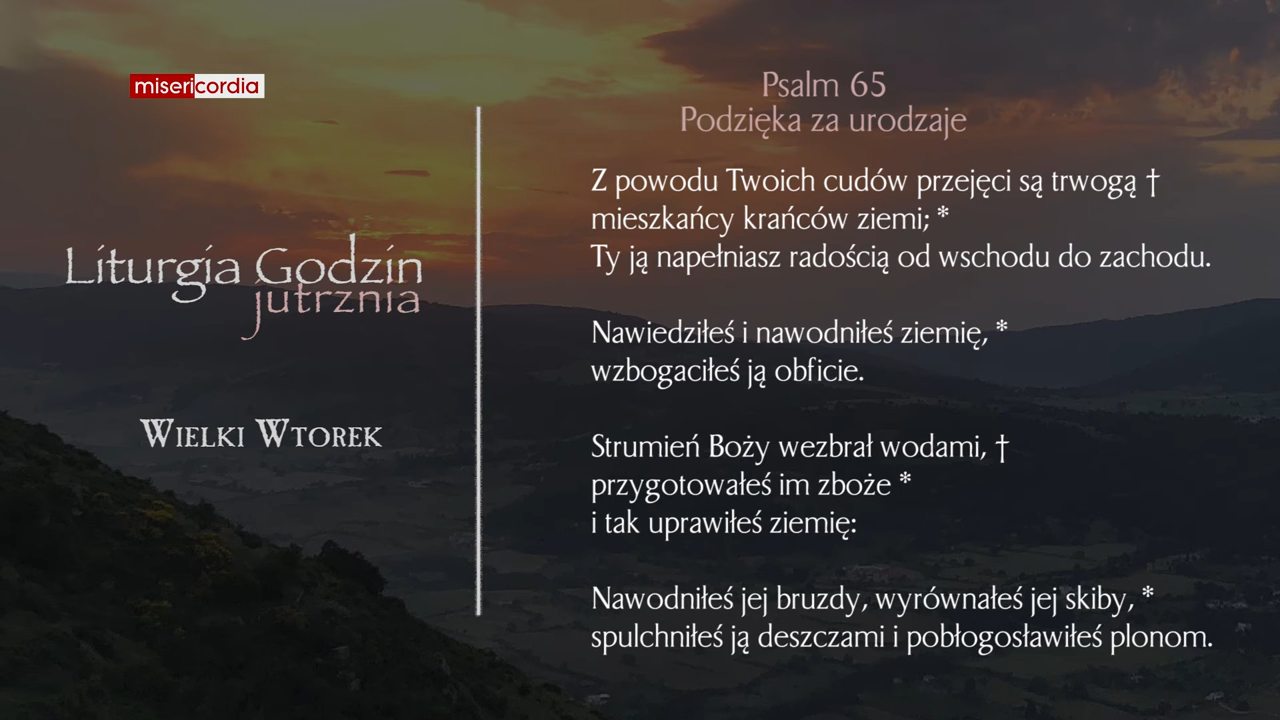 misericordia
Liturgia Godzin
jutrznia
Wielki Wtorek
Psalm 65
Podzięka za urodzaje
Z powodu Twoich cudów przejęci są trwogą †
mieszkańcy krańców ziemi; *
Ty ją napełniasz radością od wschodu do zachodu.
Nawiedziłeś i nawodniłeś ziemię, *
wzbogaciłeś ją obficie.
Strumień Boży wezbrał wodami, †
przygotowałeś im zboże *
i tak uprawiłeś ziemię:
Nawodniłeś jej bruzdy, wyrównałeś jej skiby, *
spulchniłeś ją deszczami i pobłogosławiłeś plonom.